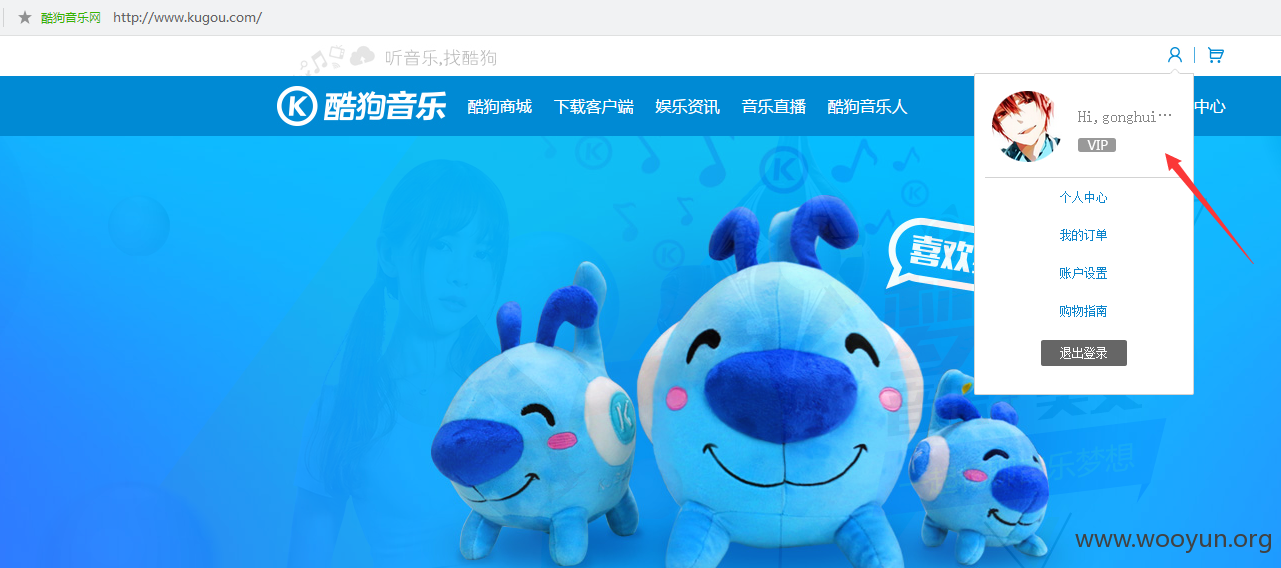 酷狗音乐网 http://www.kugou.com/
听音乐,找酷狗
K 酷狗音乐 酷狗商城 下载客户端 娱乐资讯 音乐直播 酷狗音乐人 中心
Hi,gonghui…
VIP
个人中心
我的订单
账户设置
购物指南
退出登录
喜欢
乐梦想
www.wooyun.org